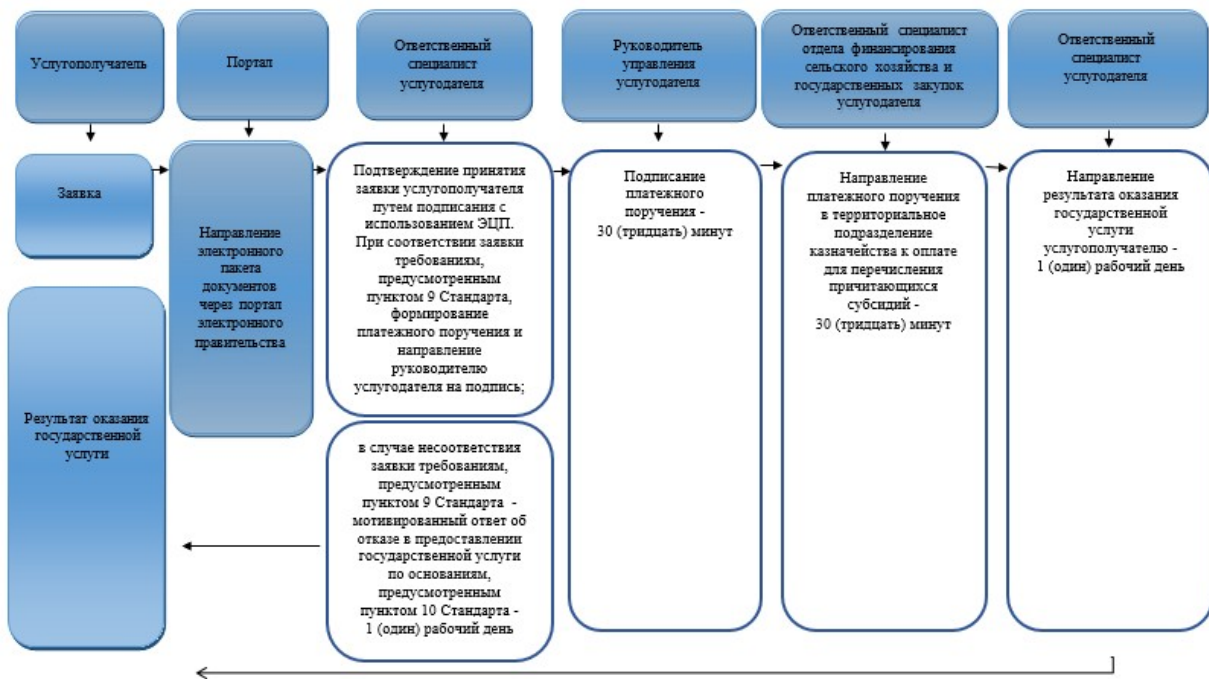 Услугополучатель
Портал
Ответственный
специалист
услугодателя
Руководитель
управления
услугодателя
Ответственный специалист
отдела финансирования
сельского хозяйства и
государственных закупок
услугодателя
Ответственный
специалист
услугодателя
Заявка
Направление
электронного
пакета
документов
через портал
электронного
правительства
Подтверждение принятия
заявки услугополучателя
путем подписания с
использованием ЭЦП.
При соответствии заявки
требованиям,
предусмотренным
пунктом 9 Стандарта,
формирование
платежного поручения и
направление
руководителю
услугодателя на подпись;
Подписание
платежного
поручения -
30 (тридцать) минут
Направление
платежного поручения
в территориальное
подразделение
казначейства к оплате
для перечисления
причитающихся
субсидий -
30 (тридцать) минут
Направление
результата оказания
государственной
услуги
услугополучателю -
1 (один) рабочий день
Результат оказания
государственной
услуги
в случае несоответствия
заявки требованиям,
предусмотренным
пунктом 9 Стандарта -
мотивированный ответ об
отказе в предоставлении
государственной услуги
по основаниям,
предусмотренным
пунктом 10 Стандарта -
1 (один) рабочий день